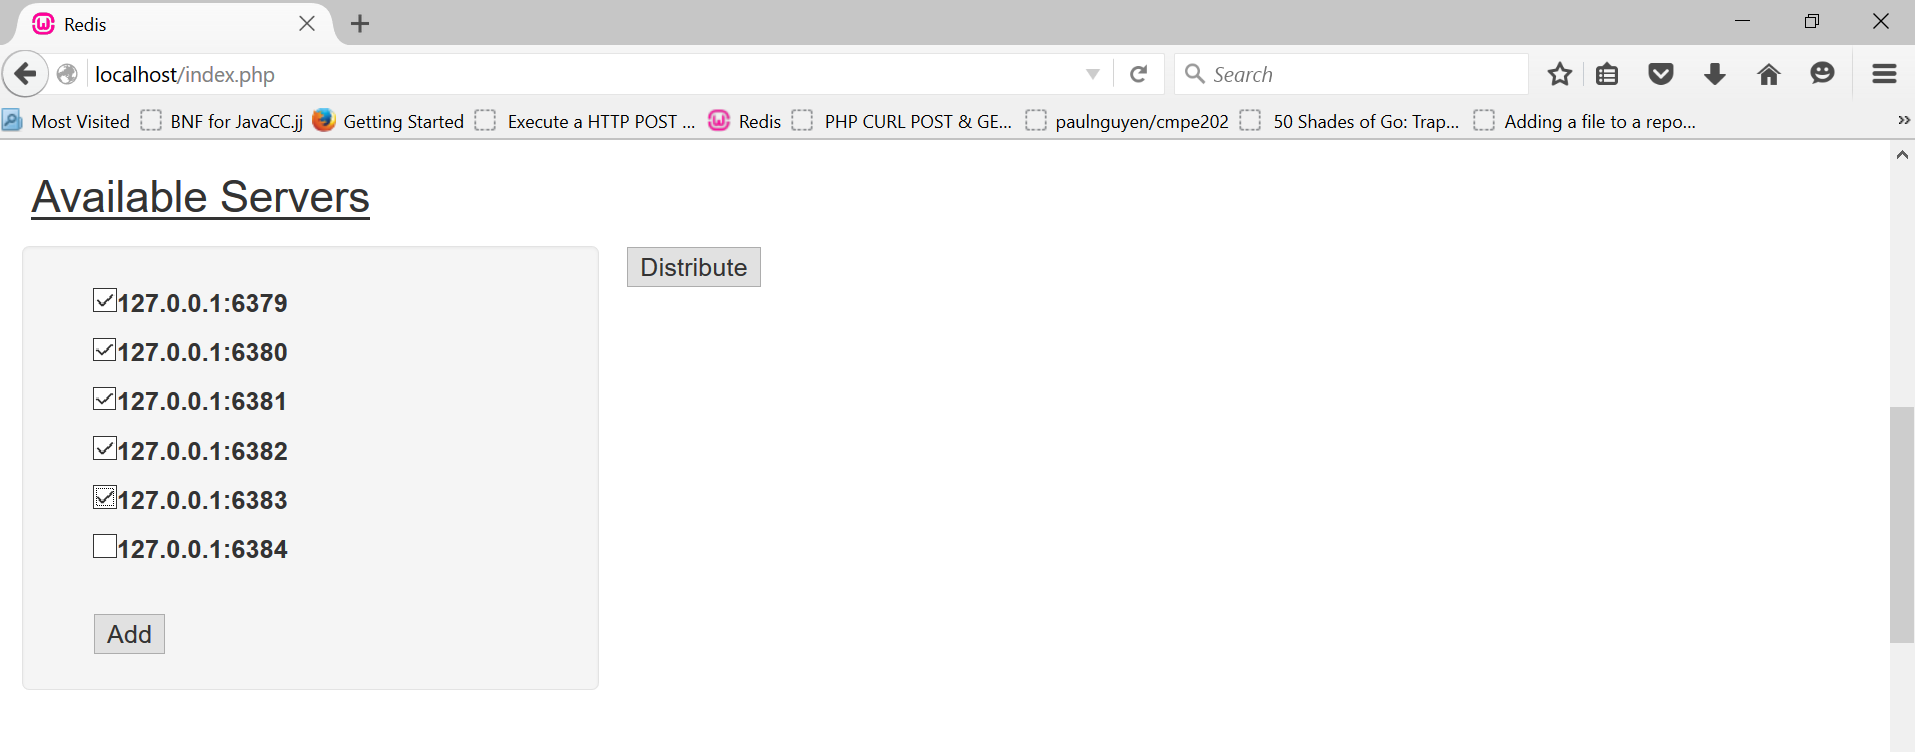 Redis
localhost/index.php
Search
Most Visited BNF for JavaCC.jj Getting Started Execute a HTTP POST ... Redis PHP CURL POST & GE... paulnguyen/cmpe202 50 Shades of Go: Trap... Adding a file to a repo...
Available Servers
Distribute
127.0.0.1:6379
127.0.0.1:6380
127.0.0.1:6381
127.0.0.1:6382
127.0.0.1:6383
127.0.0.1:6384
Add